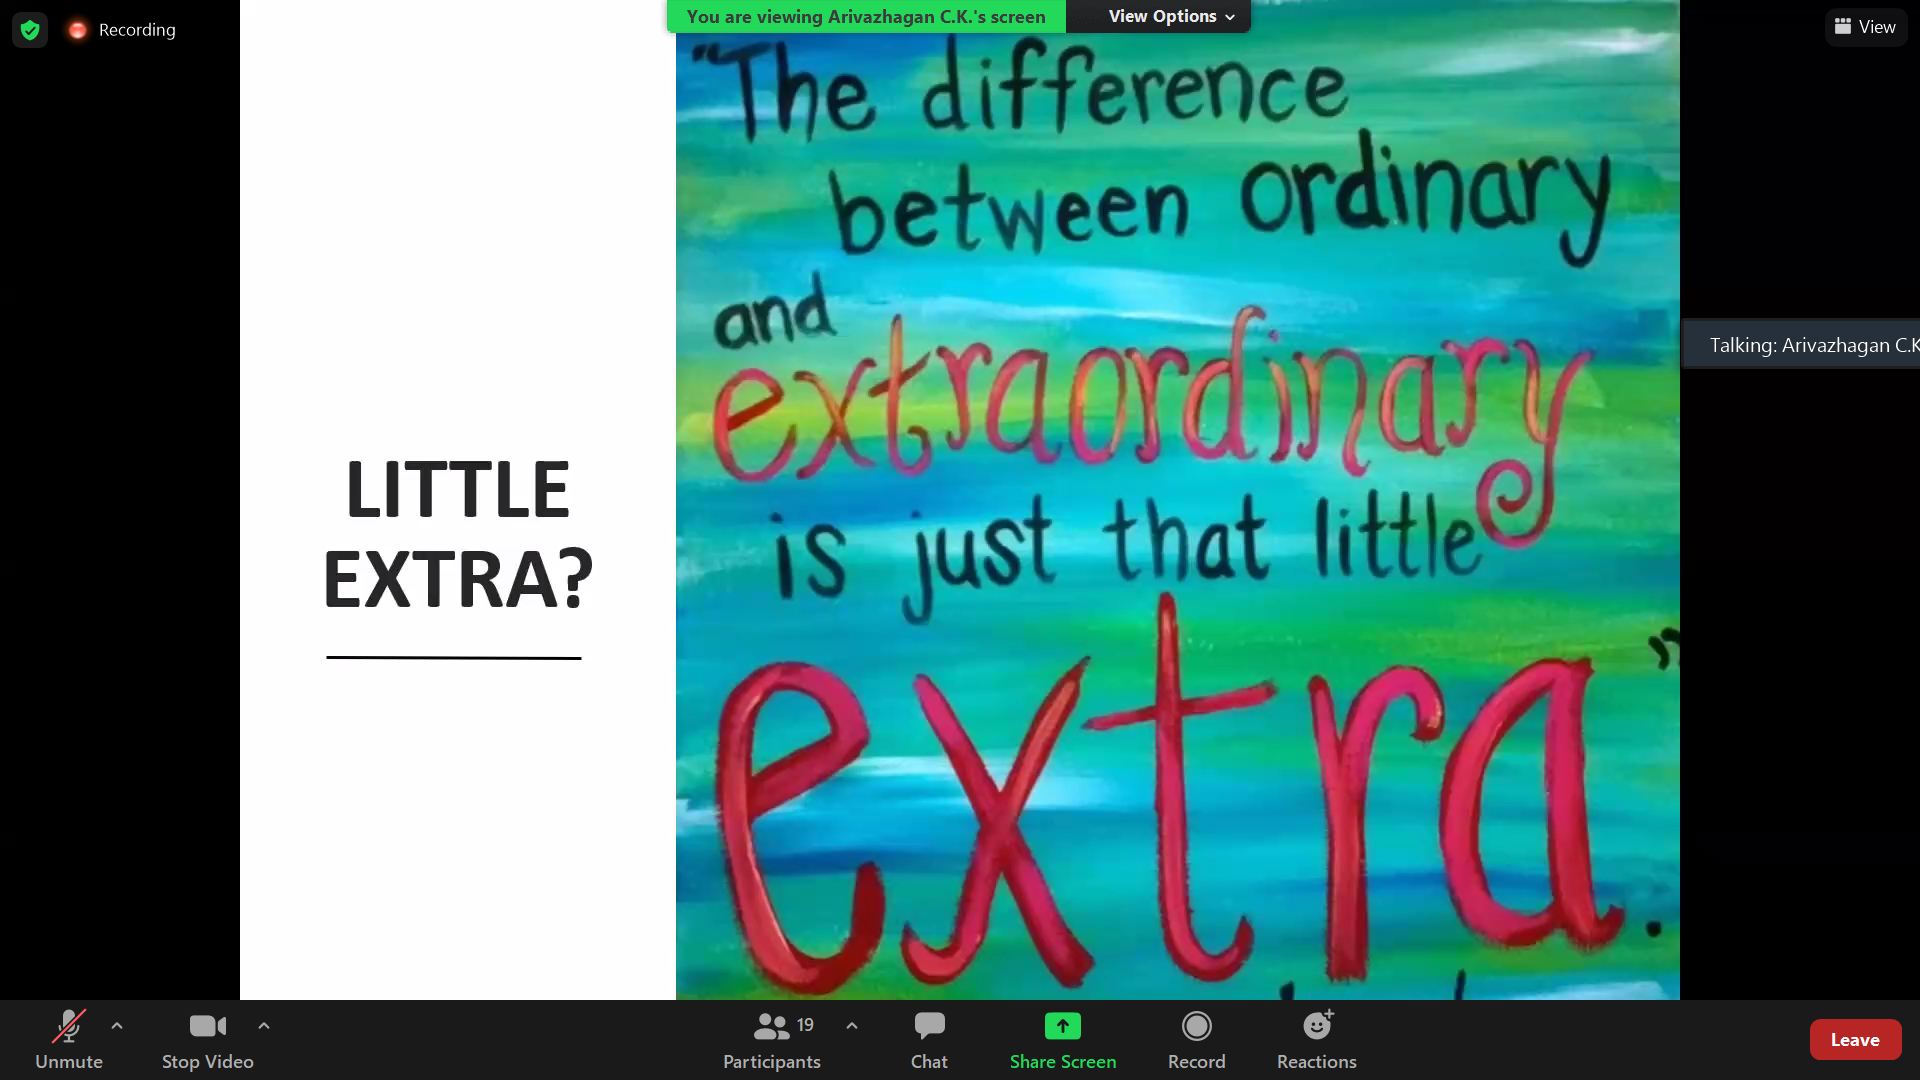 Recording
You are viewing Arivazhagan C.K.'s screen
View Options
View
Talking: Arivazhagan C.K
LITTLE
EXTRA?
"The difference
between ordinary
and
extraordinary
is just that little
extra."
Unmute
Stop Video
19
Participants
Chat
Share Screen
Record
Reactions
Leave